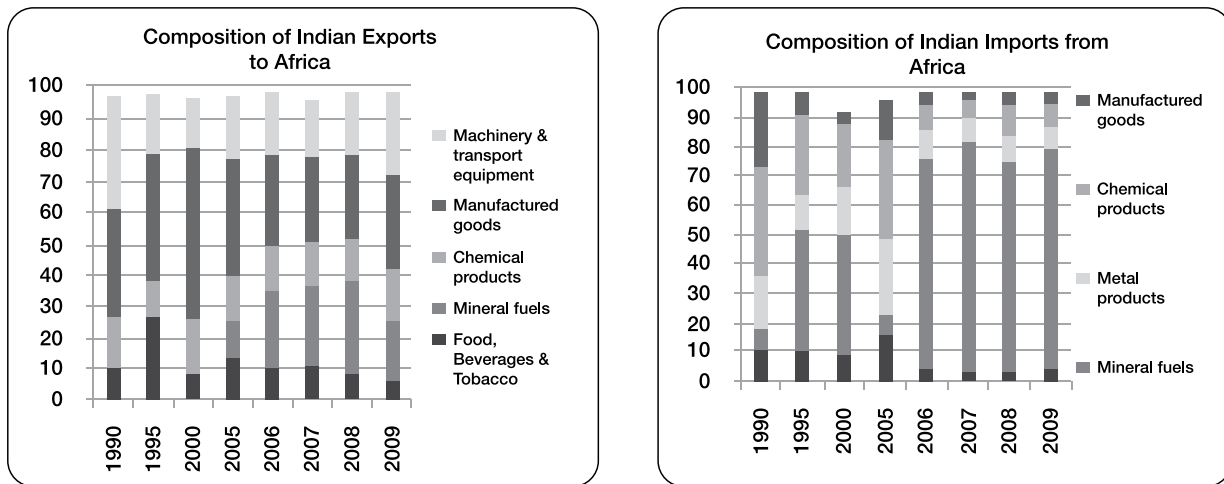 Composition of Indian Exports
to Africa
100
90
80
70
60
50
40
30
20
10
0
1990
1995
2000
2005
2006
2007
2008
2009
Machinery &
transport
equipment
Manufactured
goods
Chemical
products
Mineral fuels
Food,
Beverages &
Tobacco
Composition of Indian Imports from
Africa
100
90
80
70
60
50
40
30
20
10
0
1990
1995
2000
2005
2006
2007
2008
2009
Manufactured
goods
Chemical
products
Metal
products
Mineral fuels